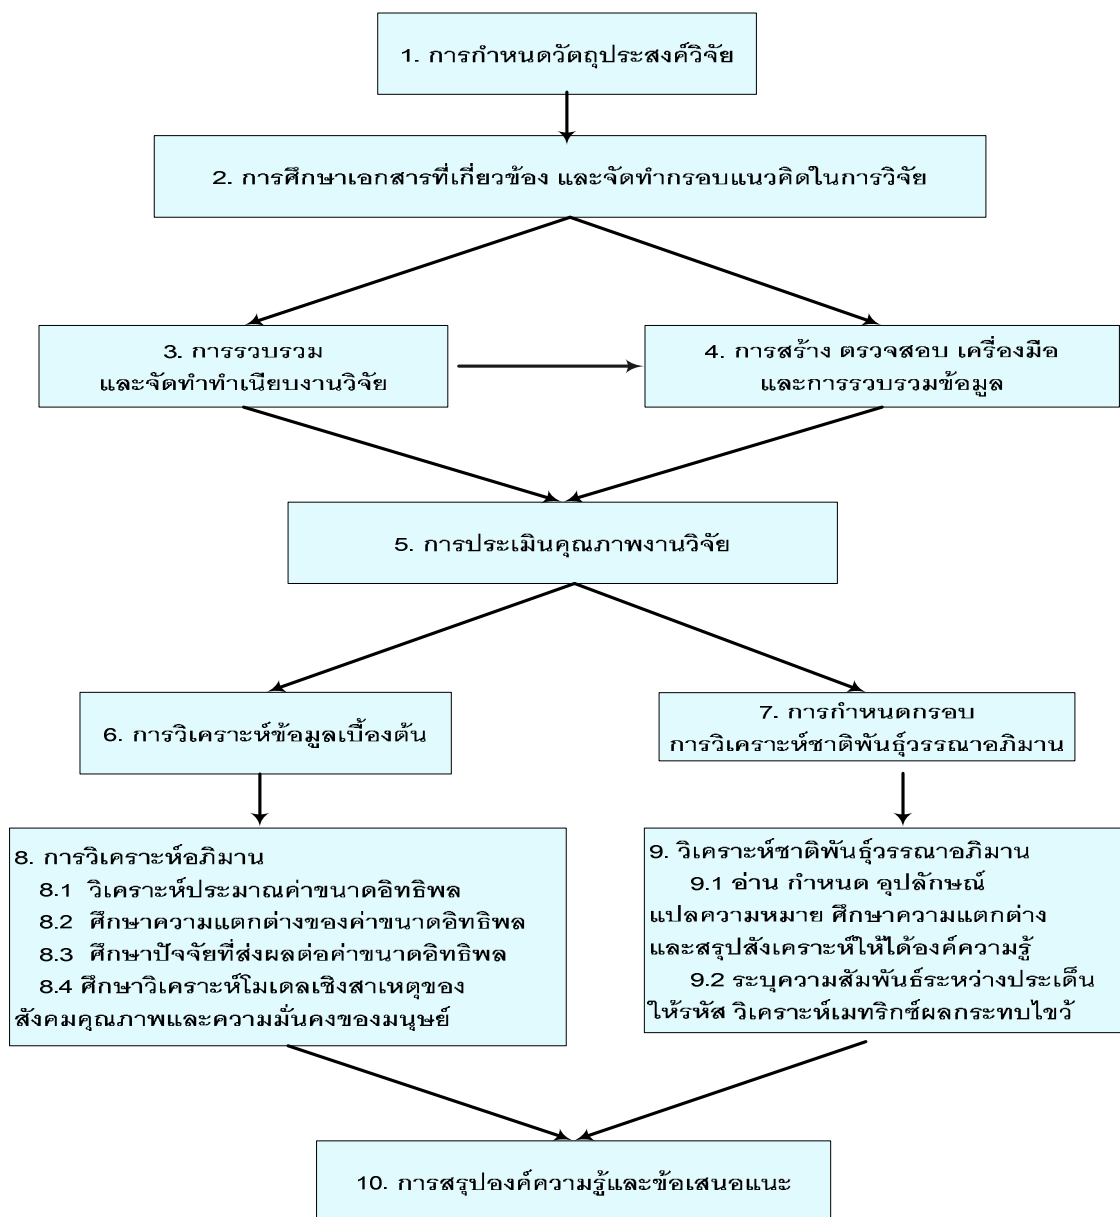 1. การกำหนดวัตถุประสงค์วิจัย
2. การศึกษาเอกสารที่เกี่ยวข้อง และจัดทำกรอบแนวคิดในการวิจัย
3. การรวบรวม
และจัดทำทำเนียบงานวิจัย
4. การสร้าง ตรวจสอบ เครื่องมือ
และการรวบรวมข้อมูล
5. การประเมินคุณภาพงานวิจัย
6. การวิเคราะห์ข้อมูลเบื้องต้น
7. การกำหนดกรอบ
การวิเคราะห์ชาติพันธุ์วรรณาอภิมาน
8. การวิเคราะห์อภิมาน
8.1 วิเคราะห์ประมาณค่าขนาดอิทธิพล
8.2 ศึกษาความแตกต่างของค่าขนาดอิทธิพล
8.3 ศึกษาปัจจัยที่ส่งผลต่อค่าขนาดอิทธิพล
8.4 ศึกษาวิเคราะห์โมเดลเชิงสาเหตุของ
สังคมคุณภาพและความมั่นคงของมนุษย์
9. วิเคราะห์ชาติพันธุ์วรรณาอภิมาน
9.1 อ่าน กำหนด อุปลักษณ์
แปลความหมาย ศึกษาความแตกต่าง
และสรุปสังเคราะห์ให้ได้องค์ความรู้
9.2 ระบุความสัมพันธ์ระหว่างประเด็น
ให้รหัส วิเคราะห์เมทริกซ์ผลกระทบไขว้
10. การสรุปองค์ความรู้และข้อเสนอแนะ